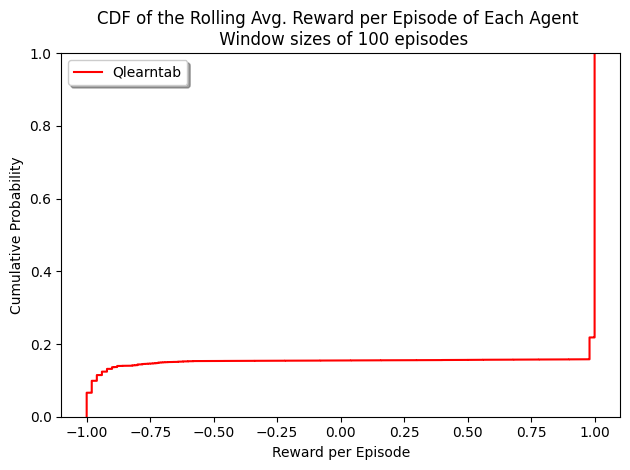 CDF of the Rolling Avg. Reward per Episode of Each Agent
Window sizes of 100 episodes
Qlearntab
Cumulative Probability
1.0
0.8
0.6
0.4
0.2
0.0
−1.00 −0.75 −0.50 −0.25 0.00 0.25 0.50 0.75 1.00
Reward per Episode